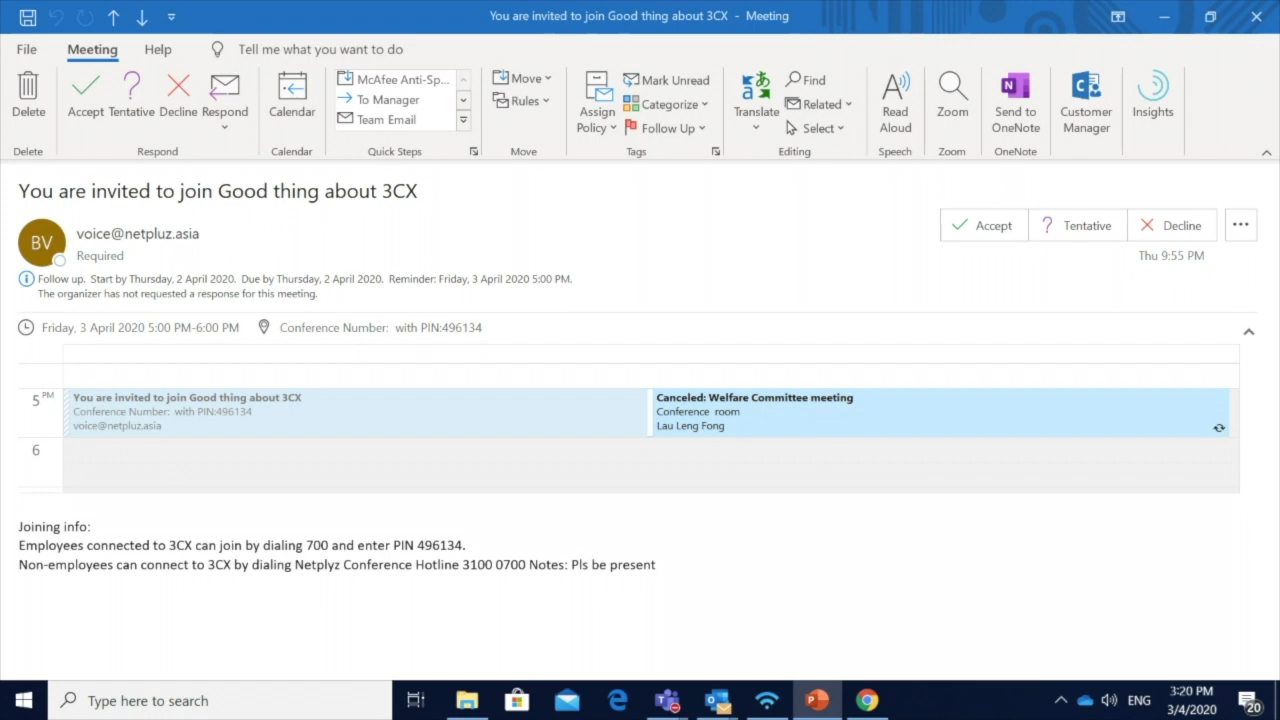 You are invited to join Good thing about 3CX - Meeting
File Meeting Help Tell me what you want to do
Delete
Accept Tentative Decline Respond
Calendar
McAfee Anti-Sp...
To Manager
Team Email
Move
Rules
Assign Policy
Mark Unread
Categorize
Follow Up
Translate
Find
Related
Select
Read Aloud
Zoom
Send to OneNote
Customer Manager
Insights
Delete Respond Calendar Quick Steps Move Tags Editing Speech Zoom OneNote
You are invited to join Good thing about 3CX
BV
voice@netpluz.asia
Required
Accept Tentative Decline
Thu 9:55 PM
Follow up. Start by Thursday, 2 April 2020. Due by Thursday, 2 April 2020. Reminder: Friday, 3 April 2020 5:00 PM.
The organizer has not requested a response for this meeting.
Friday, 3 April 2020 5:00 PM-6:00 PM Conference Number: with PIN:496134
5 PM
You are invited to join Good thing about 3CX
Conference Number: with PIN:496134
voice@netpluz.asia
Canceled: Welfare Committee meeting
Conference room
Lau Leng Fong
6
Joining info:
Employees connected to 3CX can join by dialing 700 and enter PIN 496134.
Non-employees can connect to 3CX by dialing Netplyz Conference Hotline 3100 0700 Notes: Pls be present
Type here to search
ENG
3:20 PM
3/4/2020
20